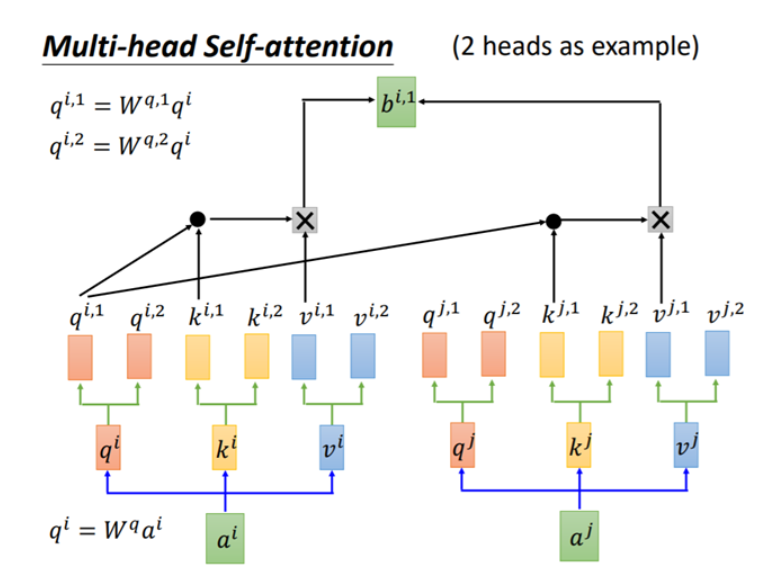 Multi-head Self-attention (2 heads as example)
q^{i,1} = W^{q,1}q^i
q^{i,2} = W^{q,2}q^i
b^{i,1}
q^{i,1} q^{i,2} k^{i,1} k^{i,2} v^{i,1} v^{i,2} q^{j,1} q^{j,2} k^{j,1} k^{j,2} v^{j,1} v^{j,2}
q^i k^i v^i q^j k^j v^j
q^i = W^q a^i
a^i a^j